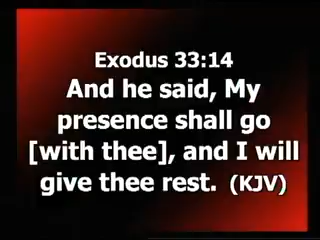 Exodus 33:14
And he said, My
presence shall go
[with thee], and I will
give thee rest. (KJV)